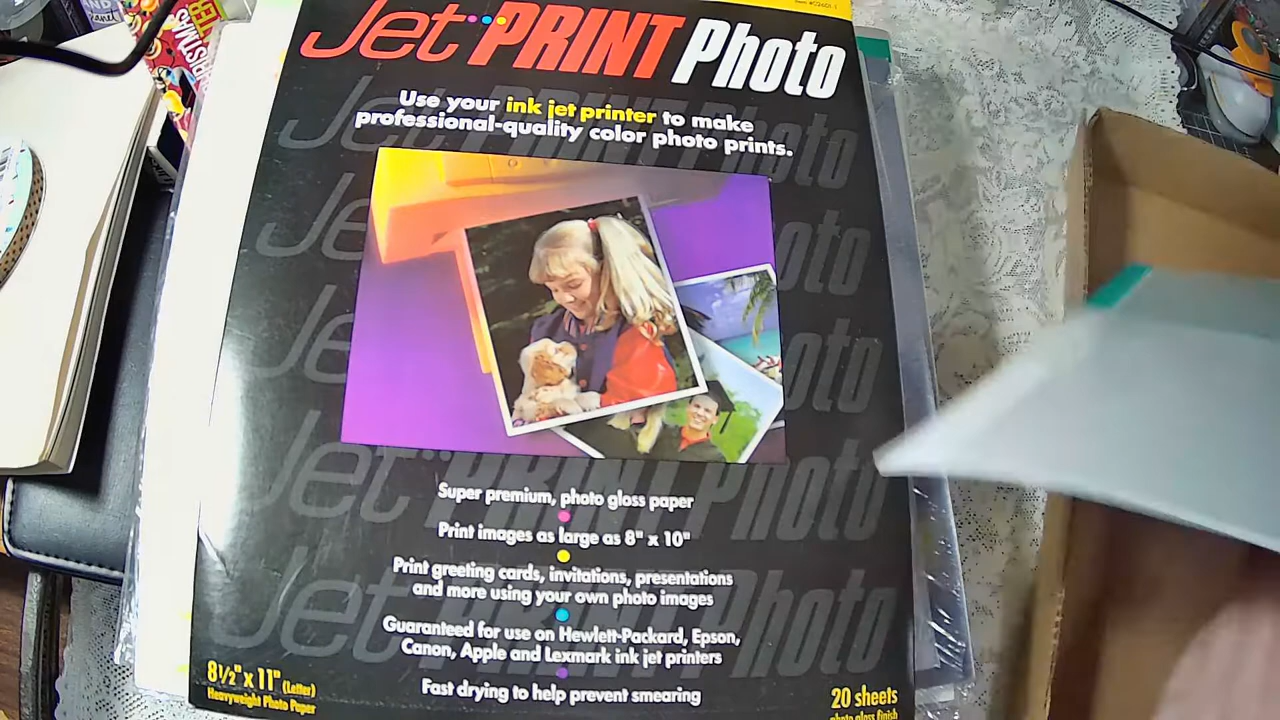 Jet PRINT Photo
Use your ink jet printer to make
professional-quality color photo prints.
Super premium, photo gloss paper
Print images as large as 8" x 10"
Print greeting cards, invitations, presentations
and more using your own photo images
Guaranteed for use on Hewlett-Packard, Epson,
Canon, Apple and Lexmark ink jet printers
Fast drying to help prevent smearing
8½" x 11" (Letter)
Heavyweight Photo Paper
20 sheets
photo gloss finish